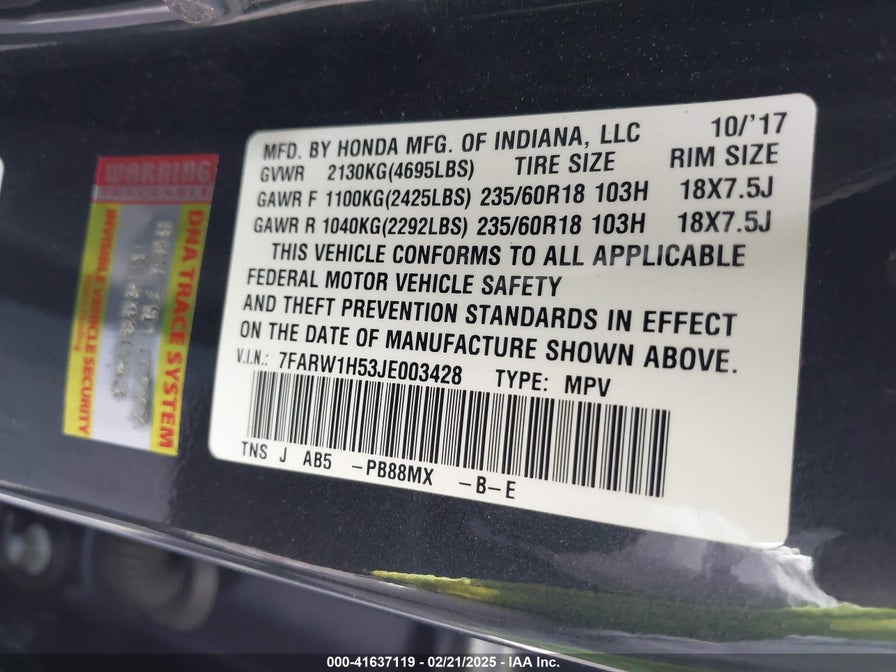 WARNING
TRACEABLE
DNA TRACE SYSTEM
INVISIBLE VEHICLE SECURITY
MFD. BY HONDA MFG. OF INDIANA, LLC 10/'17
GVWR 2130KG(4695LBS) TIRE SIZE RIM SIZE
GAWR F 1100KG(2425LBS) 235/60R18 103H 18X7.5J
GAWR R 1040KG(2292LBS) 235/60R18 103H 18X7.5J
THIS VEHICLE CONFORMS TO ALL APPLICABLE
FEDERAL MOTOR VEHICLE SAFETY
AND THEFT PREVENTION STANDARDS IN EFFECT
ON THE DATE OF MANUFACTURE SHOWN ABOVE.
V.I.N.: 7FARW1H53JE003428 TYPE: MPV
TNS J AB5 -PB88MX -B-E
000-41637119 - 02/21/2025 - IAA Inc.